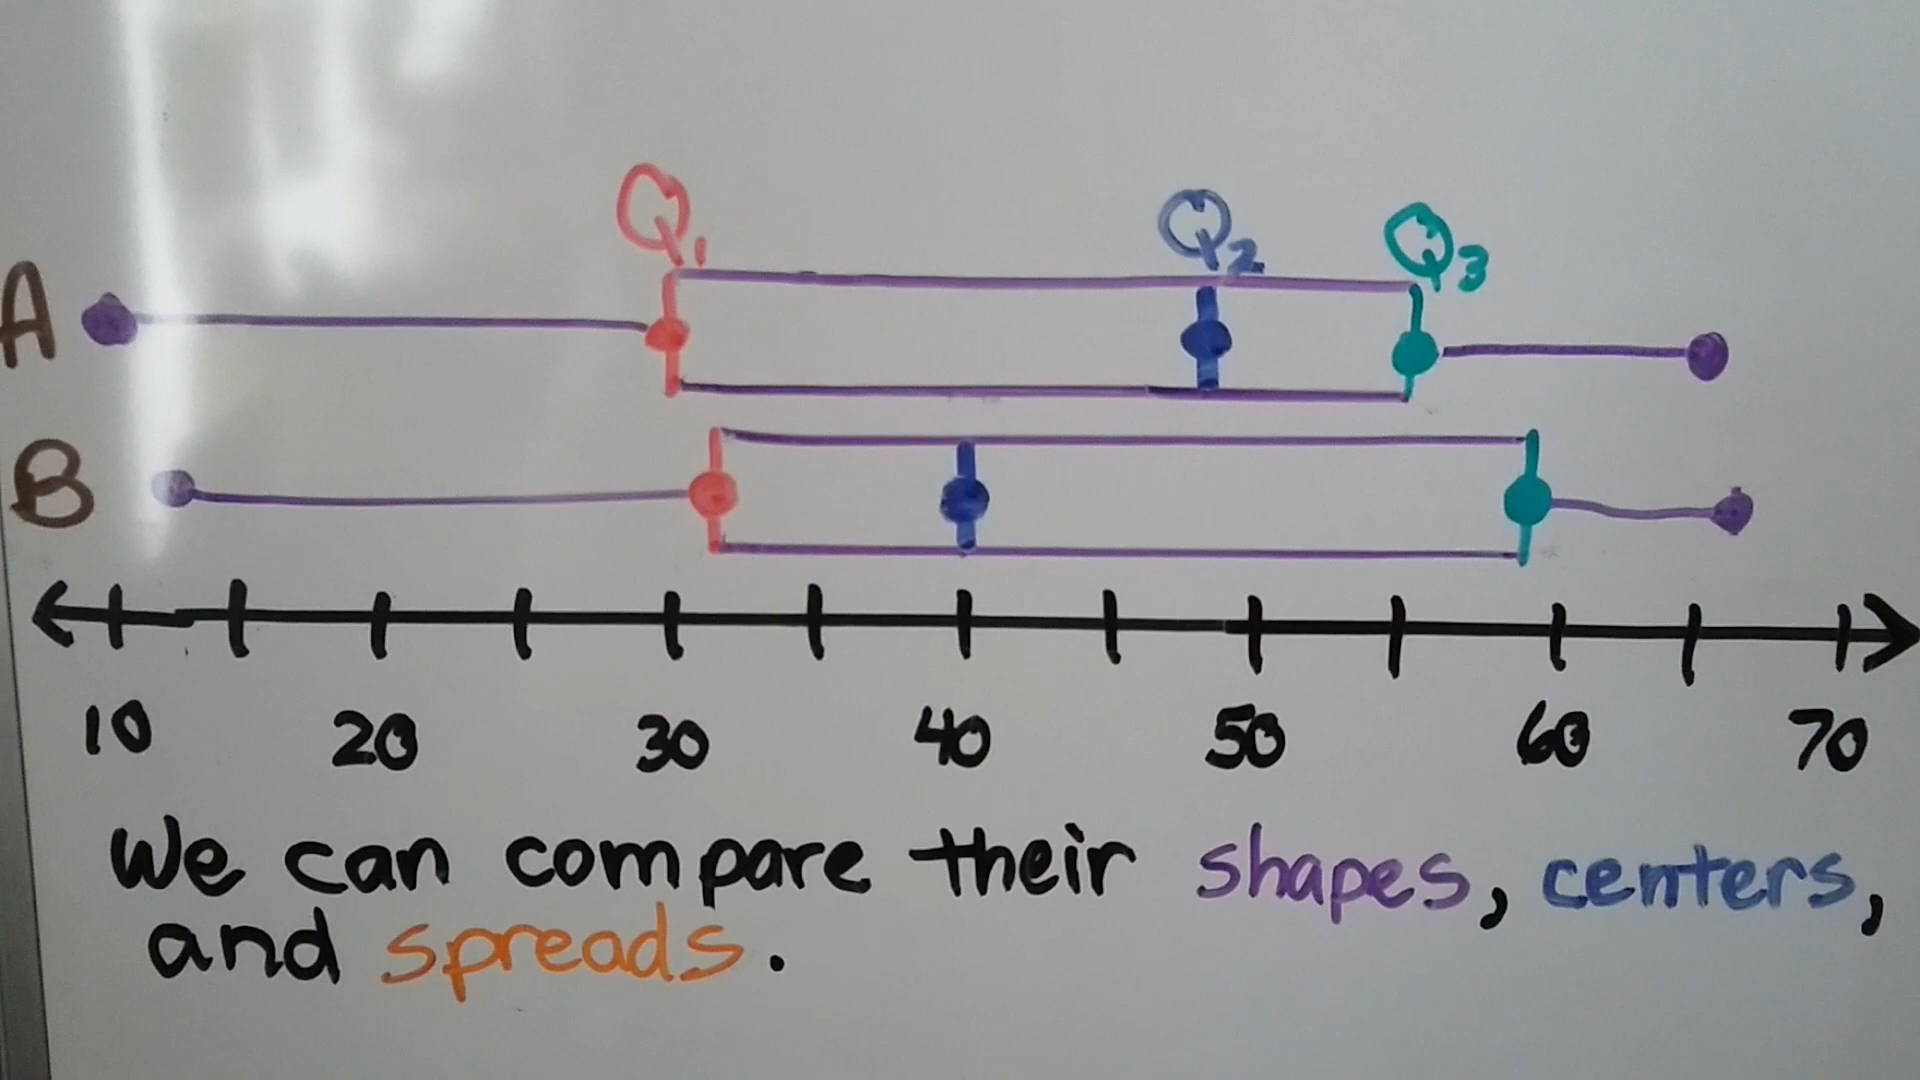 Q1 Q2 Q3
A
B
10 20 30 40 50 60 70
We can compare their shapes, centers,
and spreads.